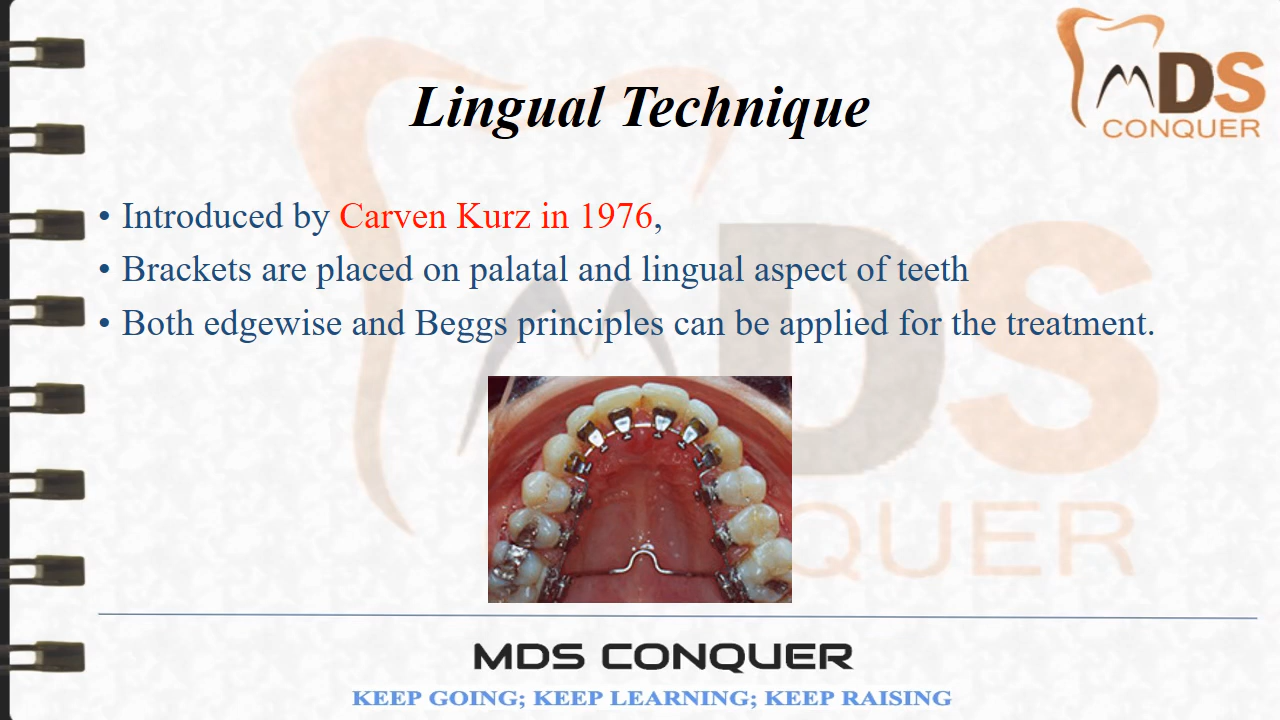 MDS
CONQUER
Lingual Technique
• Introduced by Carven Kurz in 1976,
• Brackets are placed on palatal and lingual aspect of teeth
• Both edgewise and Beggs principles can be applied for the treatment.
DS
QUER
MDS CONQUER
KEEP GOING; KEEP LEARNING; KEEP RAISING